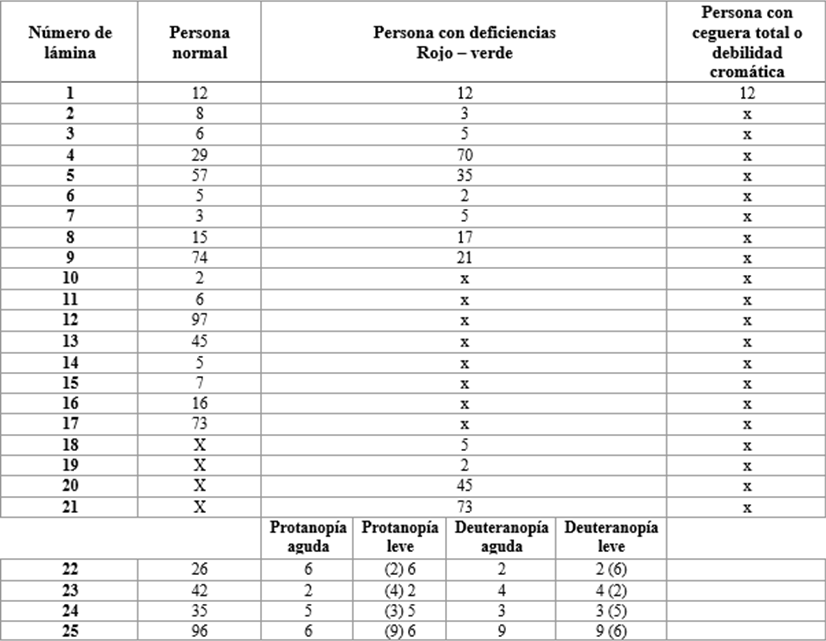 Número de lámina Persona normal Persona con deficiencias Rojo – verde Persona con ceguera total o debilidad cromática
1 12 12 12
2 8 3 x
3 6 5 x
4 29 70 x
5 57 35 x
6 5 2 x
7 3 5 x
8 15 17 x
9 74 21 x
10 2 x x
11 6 x x
12 97 x x
13 45 x x
14 5 x x
15 7 x x
16 16 x x
17 73 x x
18 X 5 x
19 X 2 x
20 X 45 x
21 X 73 x
Protanopía aguda Protanopía leve Deuteranopía aguda Deuteranopía leve
22 26 6 (2) 6 2 2 (6)
23 42 2 (4) 2 4 4 (2)
24 35 5 (3) 5 3 3 (5)
25 96 6 (9) 6 9 9 (6)